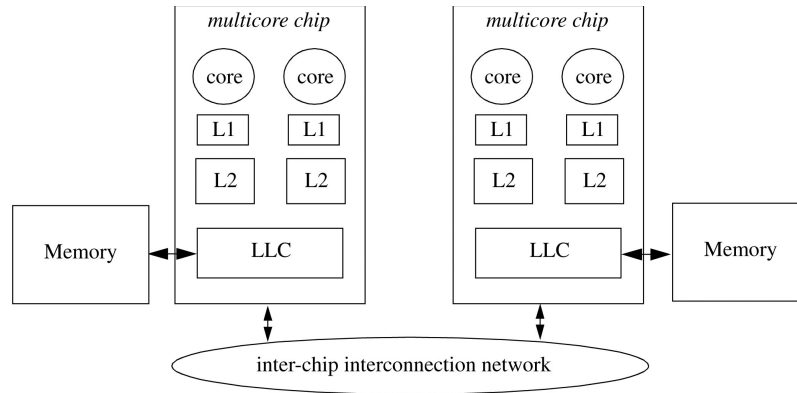 multicore chip
core core
L1 L1
L2 L2
LLC
Memory
multicore chip
core core
L1 L1
L2 L2
LLC
Memory
inter-chip interconnection network